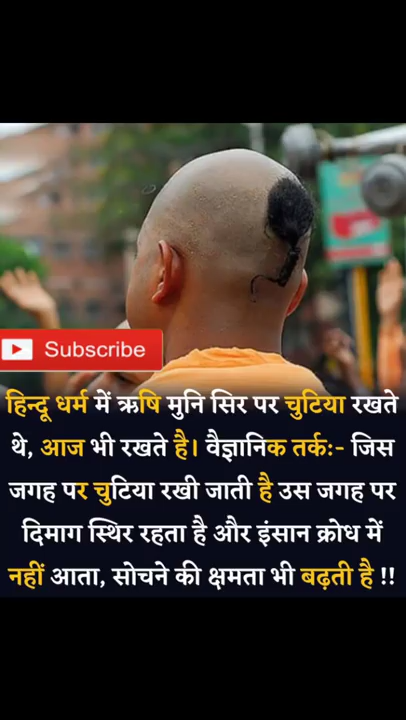 Subscribe
हिन्दू धर्म में ऋषि मुनि सिर पर चुटिया रखते
थे, आज भी रखते है। वैज्ञानिक तर्कः- जिस
जगह पर चुटिया रखी जाती है उस जगह पर
दिमाग स्थिर रहता है और इंसान क्रोध में
नहीं आता, सोचने की क्षमता भी बढ़ती है !!